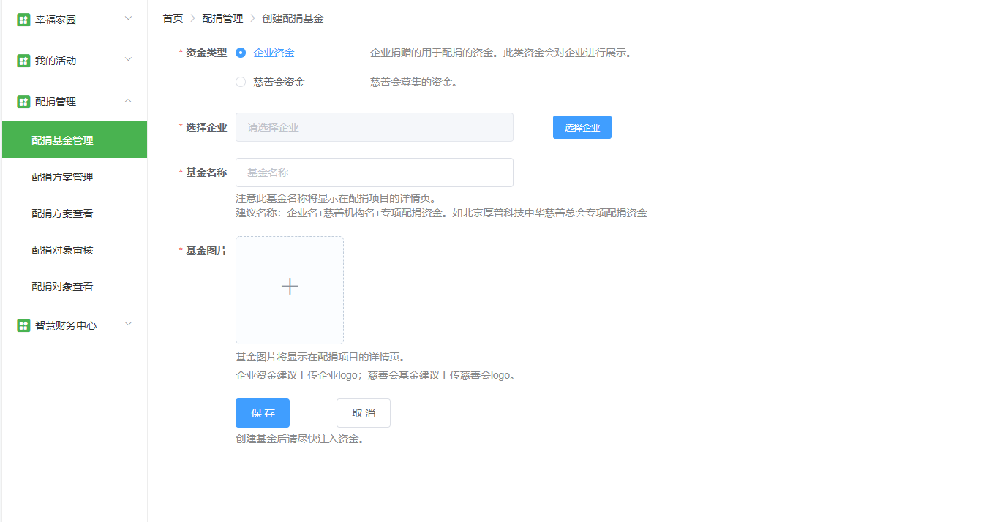 幸福家园
我的活动
配捐管理
配捐基金管理
配捐方案管理
配捐方案查看
配捐对象审核
配捐对象查看
智慧财务中心
首页 > 配捐管理 > 创建配捐基金
* 资金类型 企业资金 企业捐赠的用于配捐的资金。此类资金会对企业进行展示。
慈善会资金 慈善会募集的资金。
* 选择企业 请选择企业 选择企业
* 基金名称 基金名称
注意此基金名称将显示在配捐项目的详情页。
建议名称：企业名+慈善机构名+专项配捐资金。如北京厚普科技中华慈善总会专项配捐资金
* 基金图片
基金图片将显示在配捐项目的详情页。
企业资金建议上传企业logo；慈善会基金建议上传慈善会logo。
保存 取消
创建基金后请尽快注入资金。